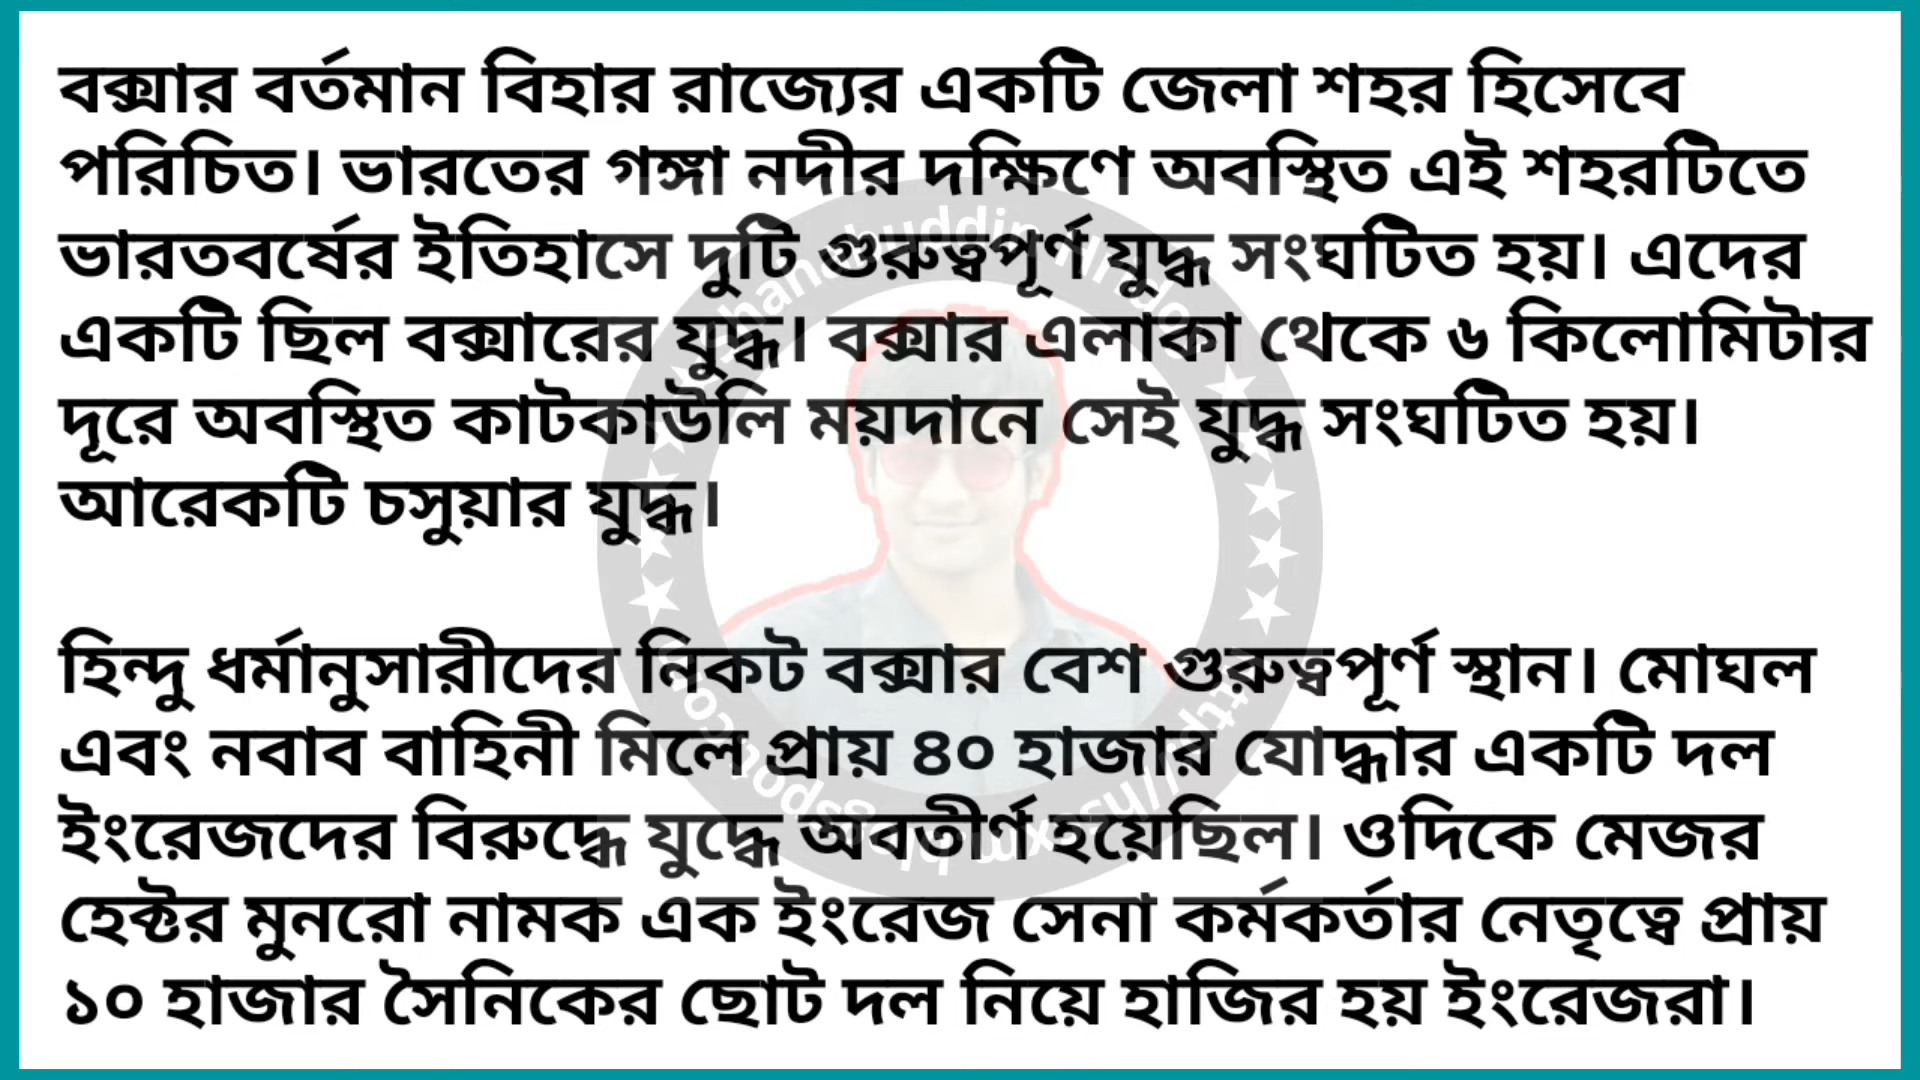 বক্সার বর্তমান বিহার রাজ্যের একটি জেলা শহর হিসেবে
পরিচিত। ভারতের গঙ্গা নদীর দক্ষিণে অবস্থিত এই শহরটিতে
ভারতবর্ষের ইতিহাসে দুটি গুরুত্বপূর্ণ যুদ্ধ সংঘটিত হয়। এদের
একটি ছিল বক্সারের যুদ্ধ। বক্সার এলাকা থেকে ৬ কিলোমিটার
দূরে অবস্থিত কাটকাউলি ময়দানে সেই যুদ্ধ সংঘটিত হয়।
আরেকটি চসুয়ার যুদ্ধ।
হিন্দু ধর্মানুসারীদের নিকট বক্সার বেশ গুরুত্বপূর্ণ স্থান। মোঘল
এবং নবাব বাহিনী মিলে প্রায় ৪০ হাজার যোদ্ধার একটি দল
ইংরেজদের বিরুদ্ধে যুদ্ধে অবতীর্ণ হয়েছিল। ওদিকে মেজর
হেক্টর মুনরো নামক এক ইংরেজ সেনা কর্মকর্তার নেতৃত্বে প্রায়
১০ হাজার সৈনিকের ছোট দল নিয়ে হাজির হয় ইংরেজরা।